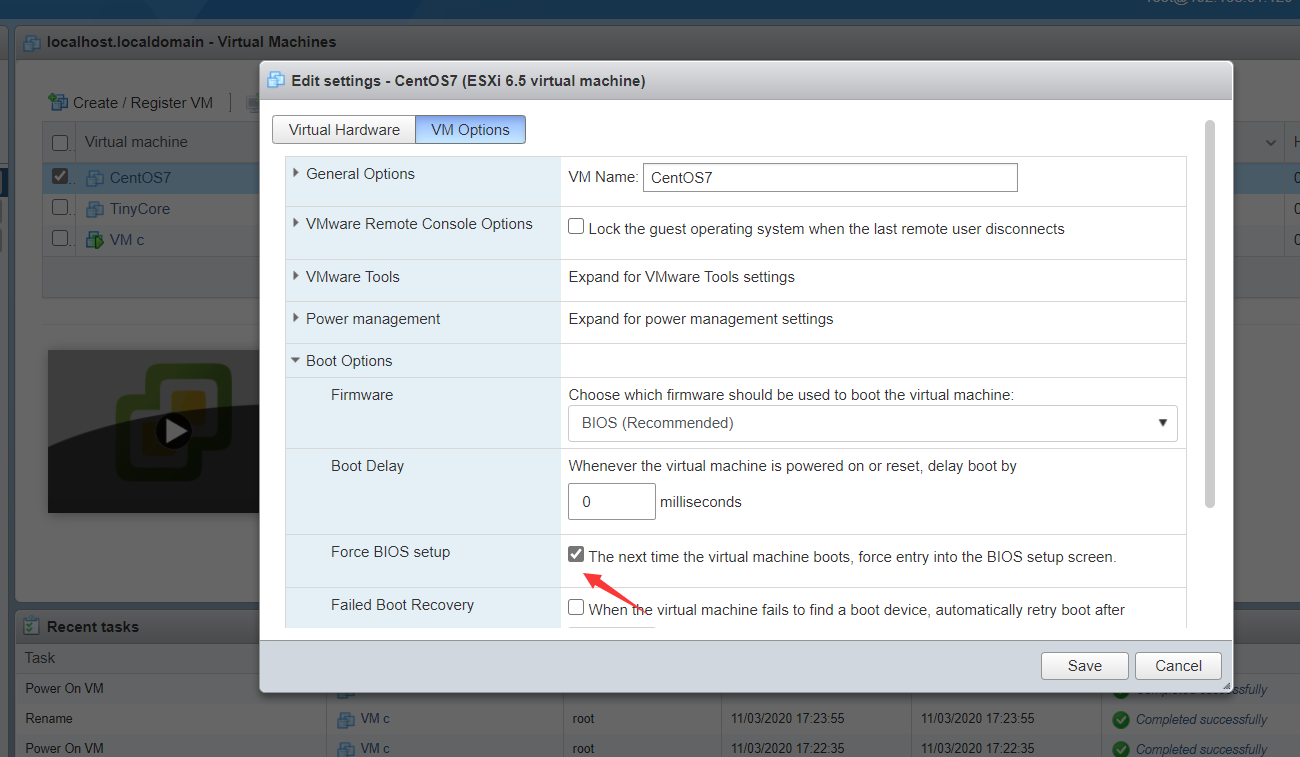 localhost.localdomain - Virtual Machines
Edit settings - CentOS7 (ESXi 6.5 virtual machine)
Create / Register VM
Virtual Hardware
VM Options
Virtual machine
CentOS7
TinyCore
VM c
General Options
VM Name: CentOS7
VMware Remote Console Options
Lock the guest operating system when the last remote user disconnects
VMware Tools
Expand for VMware Tools settings
Power management
Expand for power management settings
Boot Options
Firmware
Choose which firmware should be used to boot the virtual machine:
BIOS (Recommended)
Boot Delay
Whenever the virtual machine is powered on or reset, delay boot by
0 milliseconds
Force BIOS setup
The next time the virtual machine boots, force entry into the BIOS setup screen.
Failed Boot Recovery
When the virtual machine fails to find a boot device, automatically retry boot after
Save
Cancel
Recent tasks
Task
Power On VM
Completed successfully
Rename
VM c
root
11/03/2020 17:23:55
11/03/2020 17:23:55
Completed successfully
Power On VM
VM c
root
11/03/2020 17:22:35
11/03/2020 17:22:35
Completed successfully